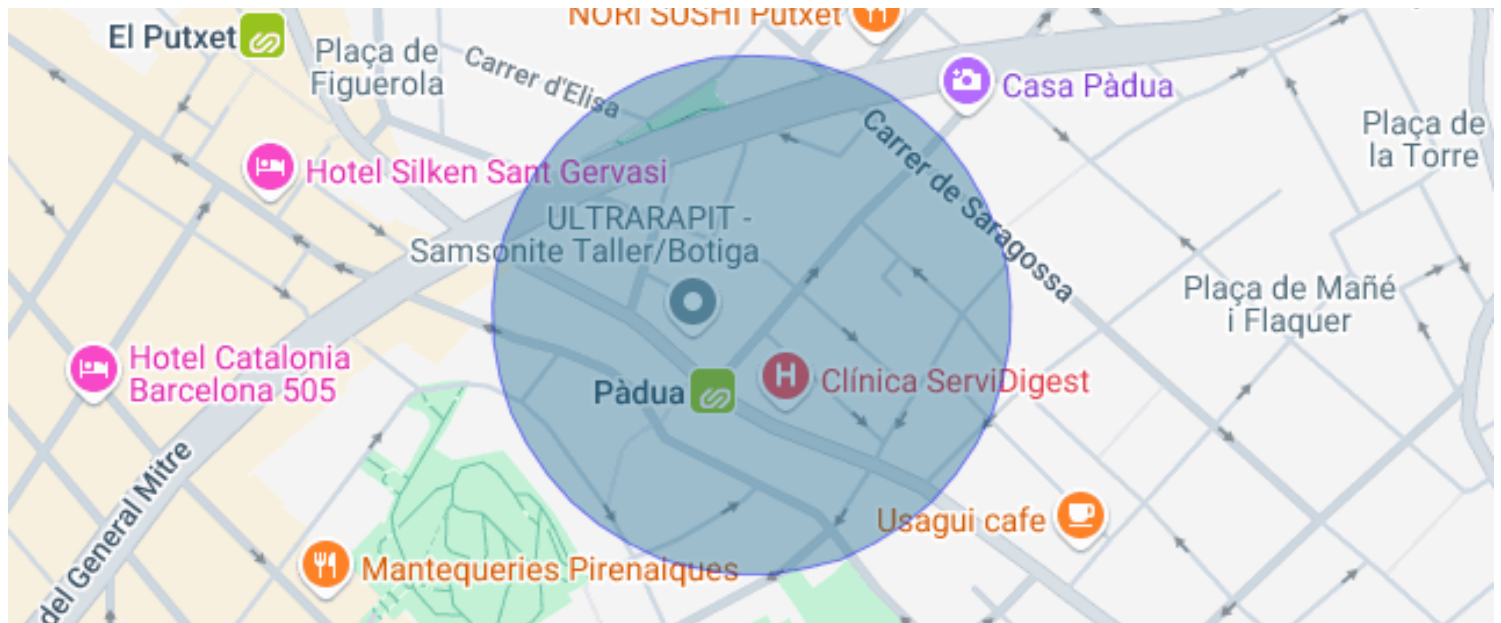 NORI SUSHI Putxet
El Putxet
Plaça de
Figuerola
Carrer d'Elisa
Casa Pàdua
Carrer de Saragossa
Plaça de
la Torre
Hotel Silken Sant Gervasi
ULTRARAPIT -
Samsonite Taller/Botiga
Plaça de Mañé
i Flaquer
Hotel Catalonia
Barcelona 505
Pàdua
H
Clínica ServiDigest
del General Mitre
Usagui cafe
Mantequeries Pirenaiques